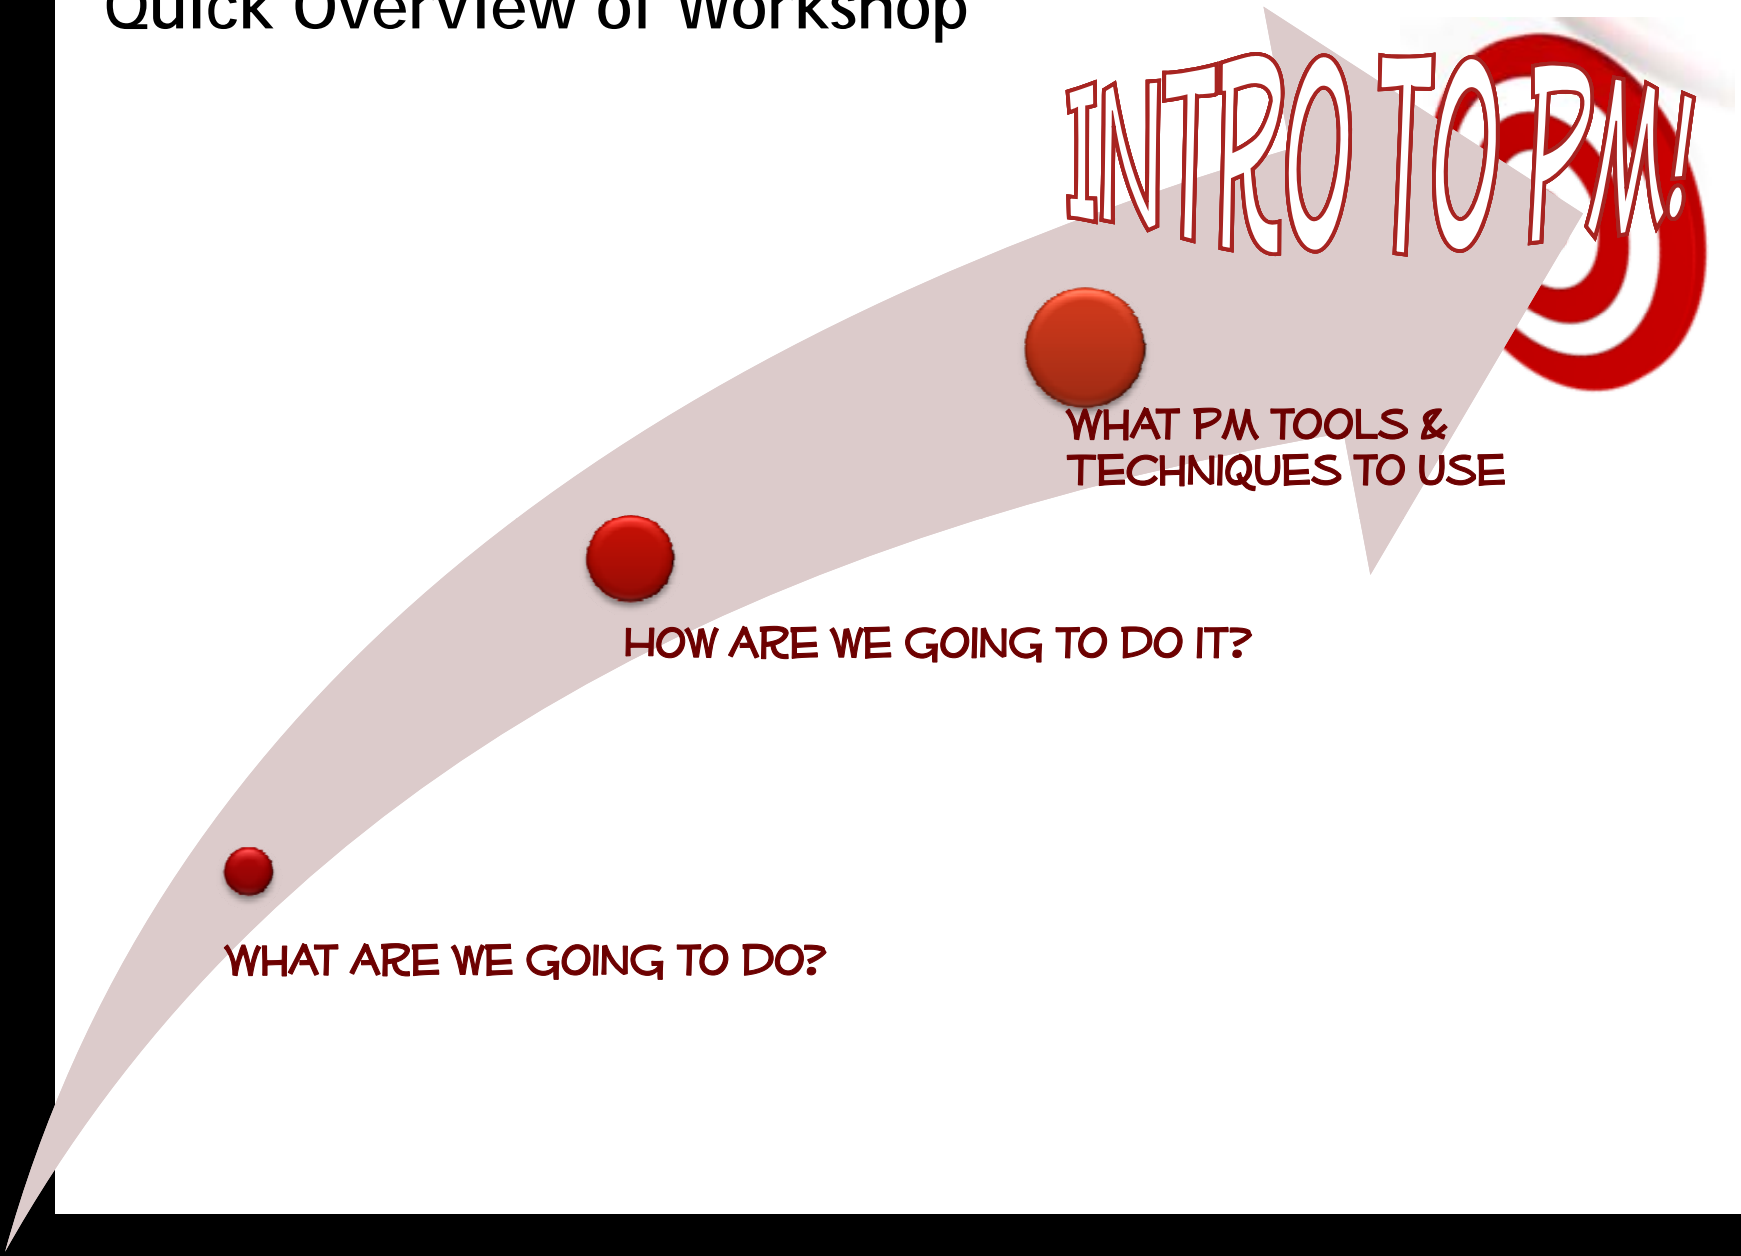 Quick Overview of Workshop
INTRO TO PM!
WHAT PM TOOLS &
TECHNIQUES TO USE
HOW ARE WE GOING TO DO IT?
WHAT ARE WE GOING TO DO?